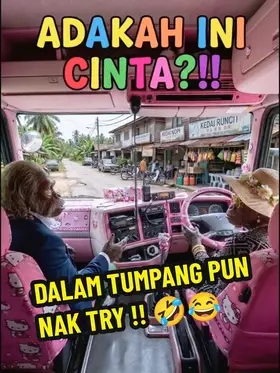 ADAKAH INI
CINTA?!!
KEDAI RUNCIT
DALAM TUMPANG PUN
NAK TRY !! 🤣😂